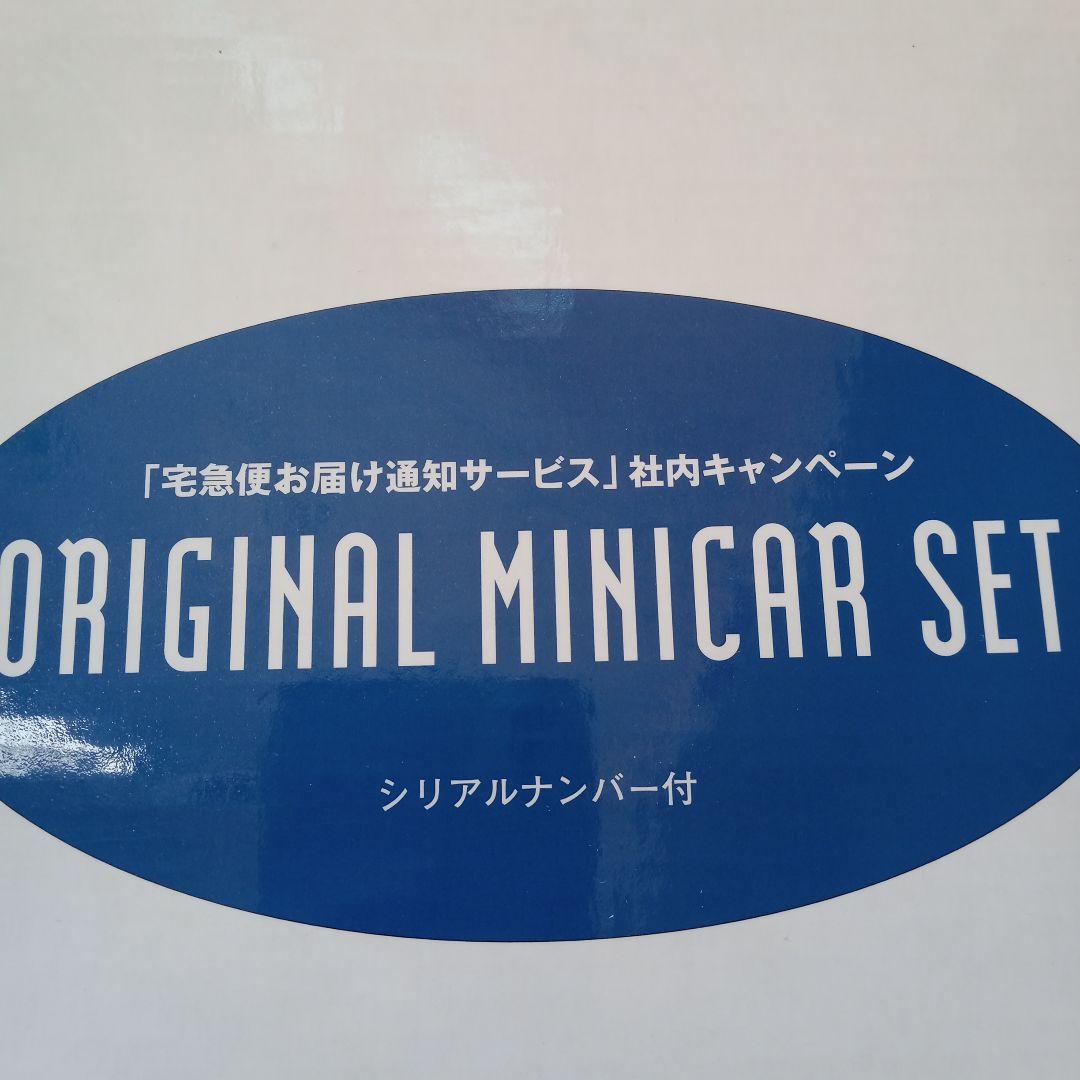 「宅急便お届け通知サービス」社内キャンペーン
ORIGINAL MINICAR SET
シリアルナンバー付